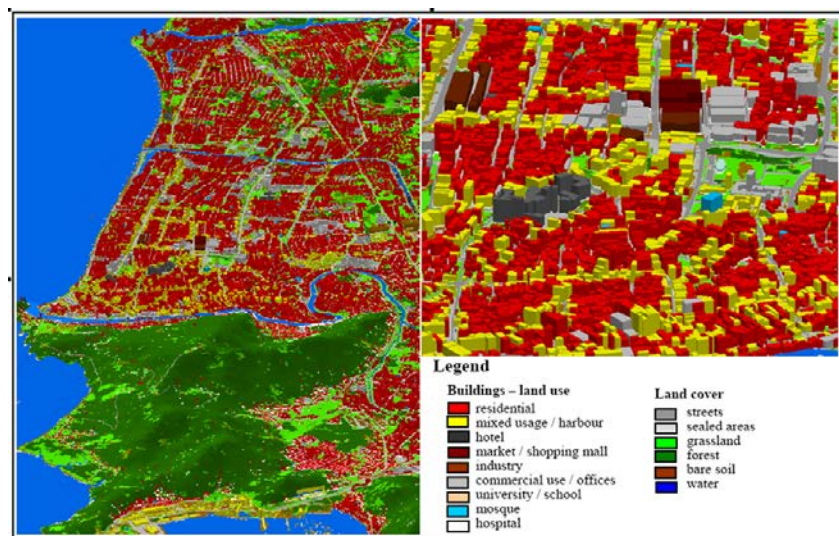 Legend
Buildings – land use
residential
mixed usage / harbour
hotel
market / shopping mall
industry
commercial use / offices
university / school
mosque
hospital
Land cover
streets
sealed areas
grassland
forest
bare soil
water